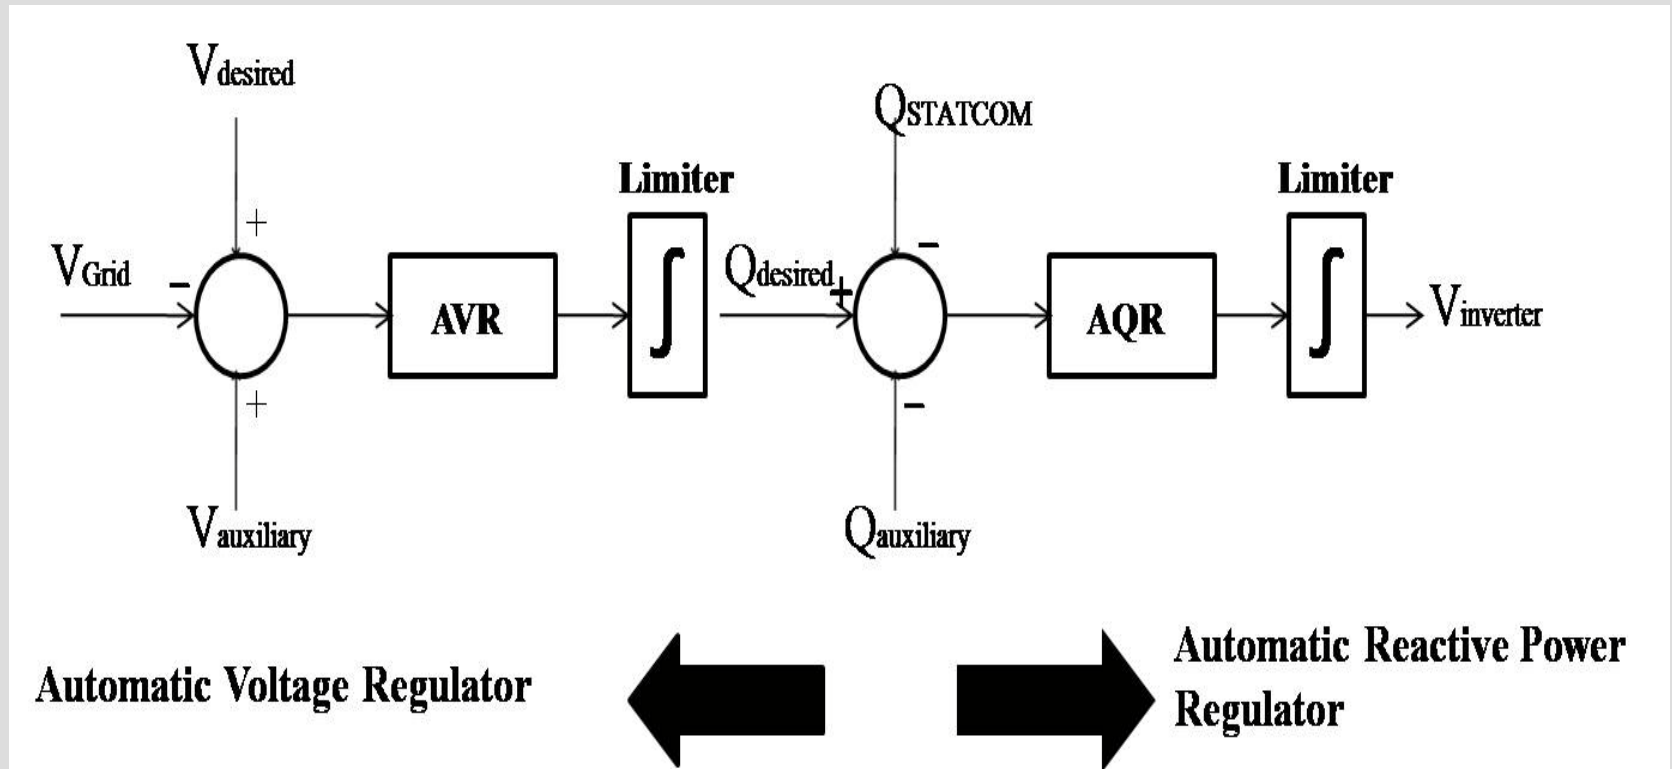 Vdesired
QSTATCOM
Limiter
Limiter
+
−
VGrid
−
Qdesired
+
∫
∫
AVR
AQR
Vinverter
+
−
Vauxiliary
Qauxiliary
Automatic Voltage Regulator
Automatic Reactive Power
Regulator